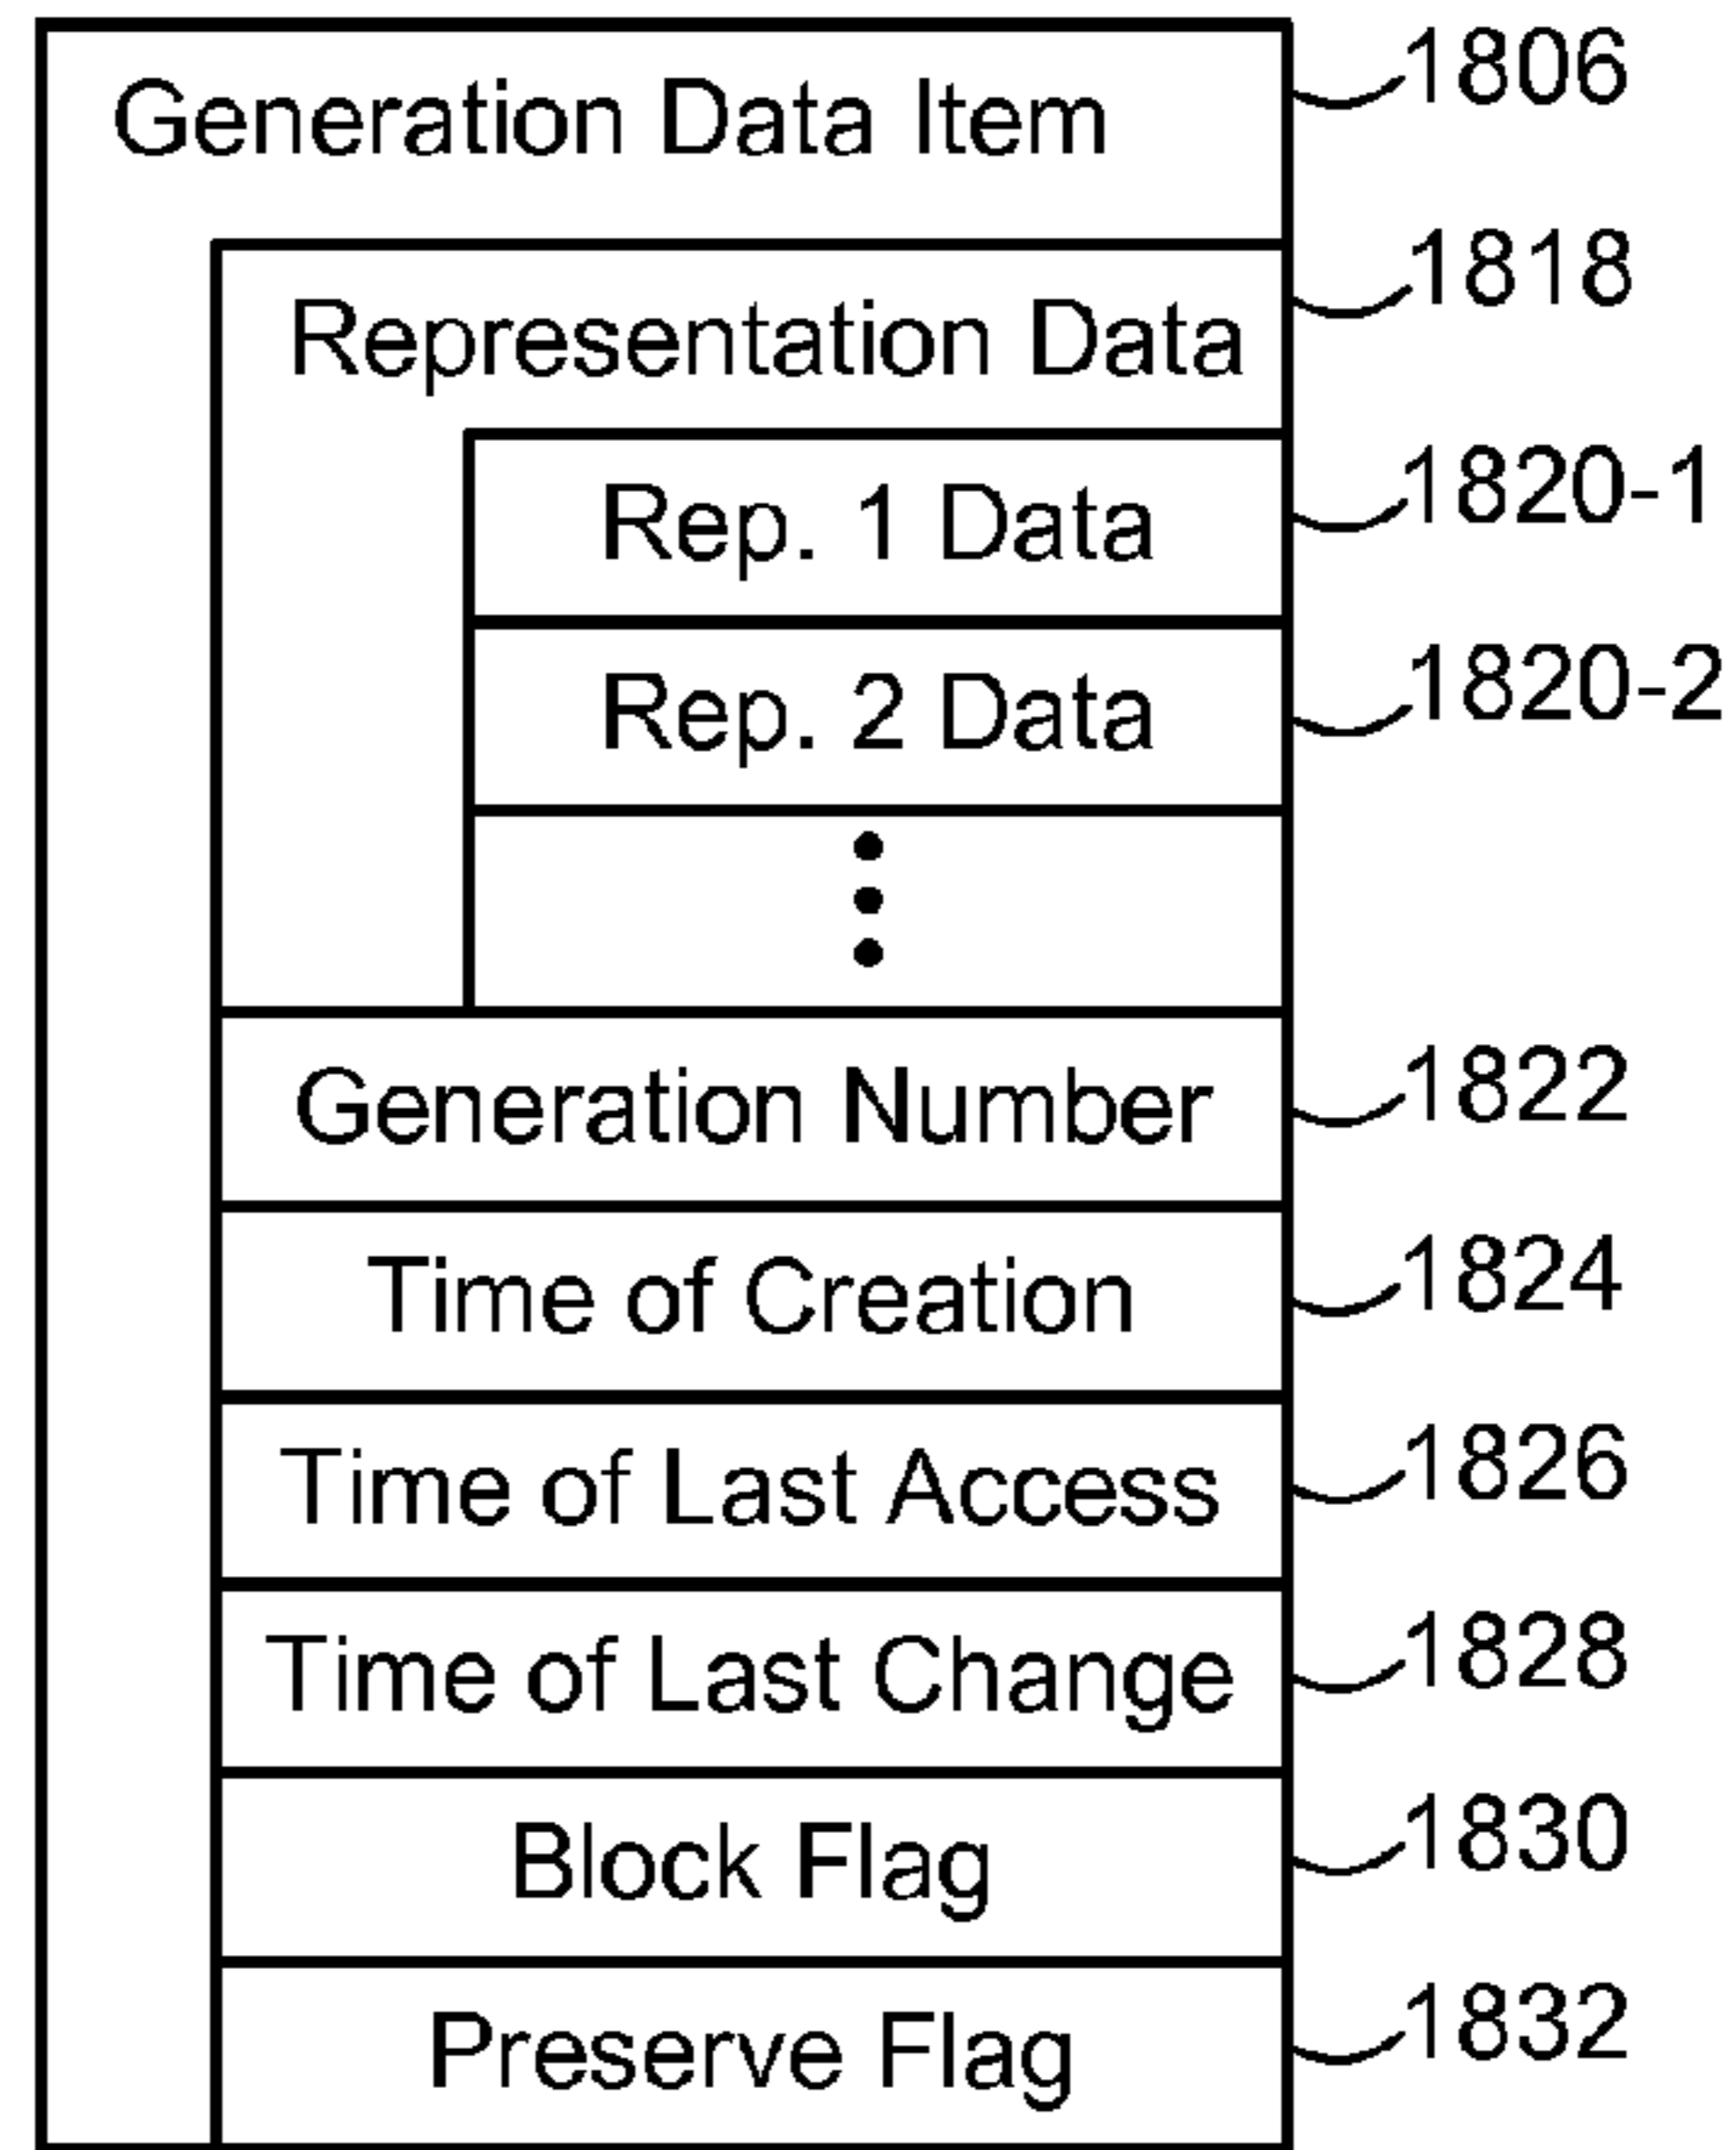 Generation Data Item 1806
Representation Data 1818
Rep. 1 Data 1820-1
Rep. 2 Data 1820-2
Generation Number 1822
Time of Creation 1824
Time of Last Access 1826
Time of Last Change 1828
Block Flag 1830
Preserve Flag 1832